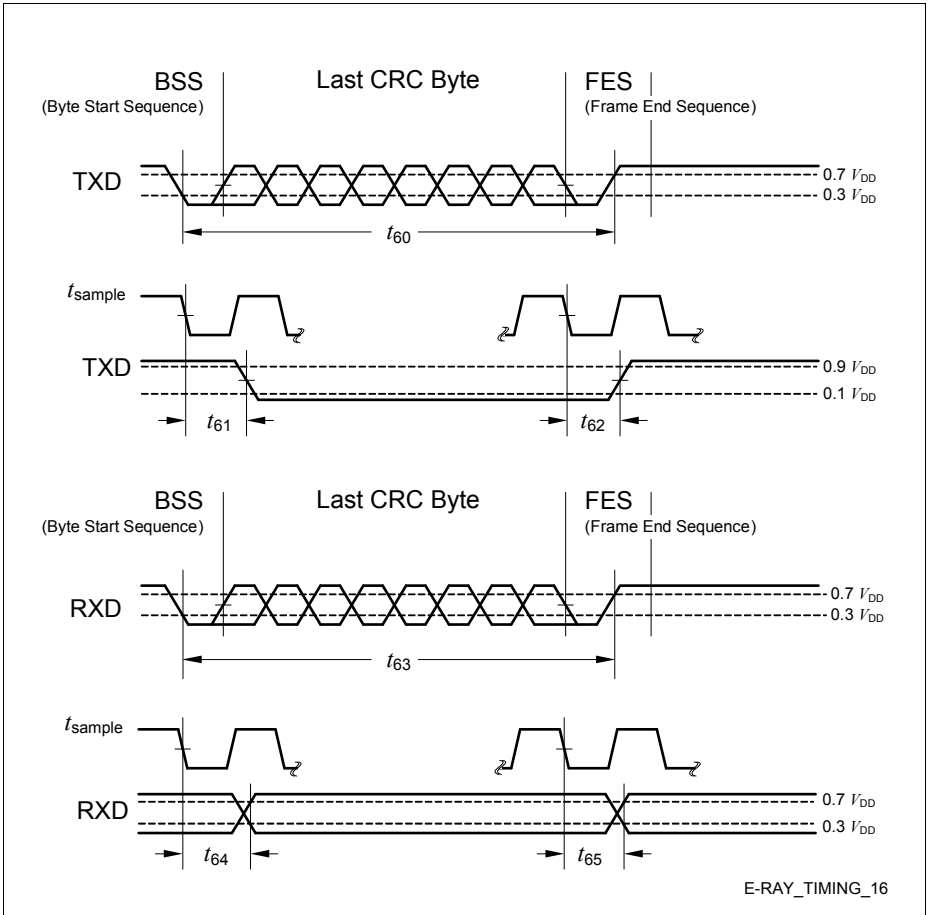 BSS Last CRC Byte FES
(Byte Start Sequence) (Frame End Sequence)
TXD
0.7 VDD
0.3 VDD
t60
tsample
TXD
0.9 VDD
0.1 VDD
t61 t62
BSS Last CRC Byte FES
(Byte Start Sequence) (Frame End Sequence)
RXD
0.7 VDD
0.3 VDD
t63
tsample
RXD
0.7 VDD
0.3 VDD
t64 t65
E-RAY_TIMING_16